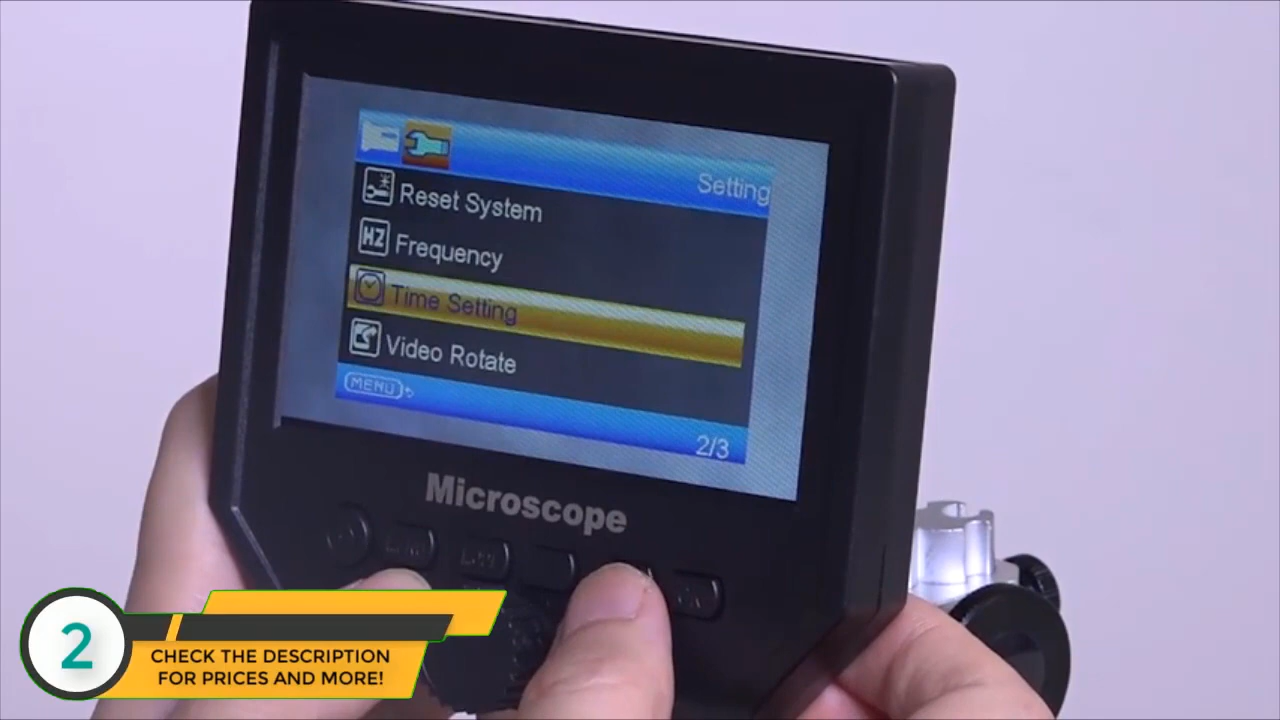 Setting
Reset System
HZ Frequency
Time Setting
Video Rotate
MENU
2/3
Microscope
2
CHECK THE DESCRIPTION
FOR PRICES AND MORE!